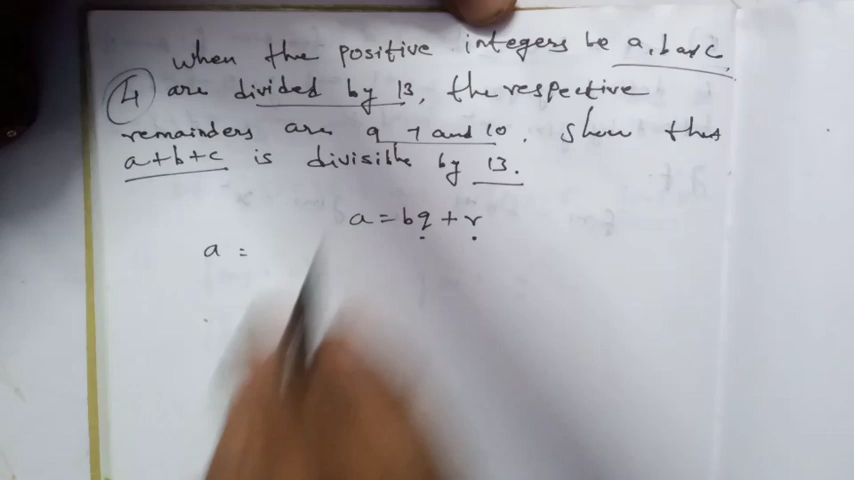 when the positive integers be a, b and c
4 are divided by 13, the respective
remainders are 9 7 and 10. show that
a+b+c is divisible by 13.
a = bq + r
a =